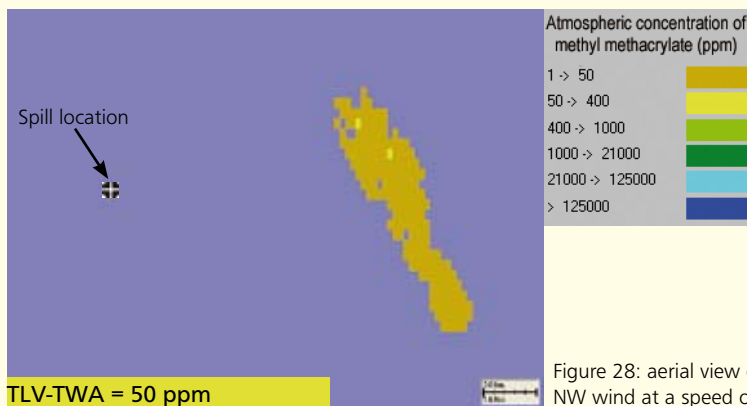 Atmospheric concentration of
methyl methacrylate (ppm)
1 -> 50
50 -> 400
400 -> 1000
1000 -> 21000
21000 -> 125000
> 125000
Spill location
TLV-TWA = 50 ppm
Figure 28: aerial view
NW wind at a speed